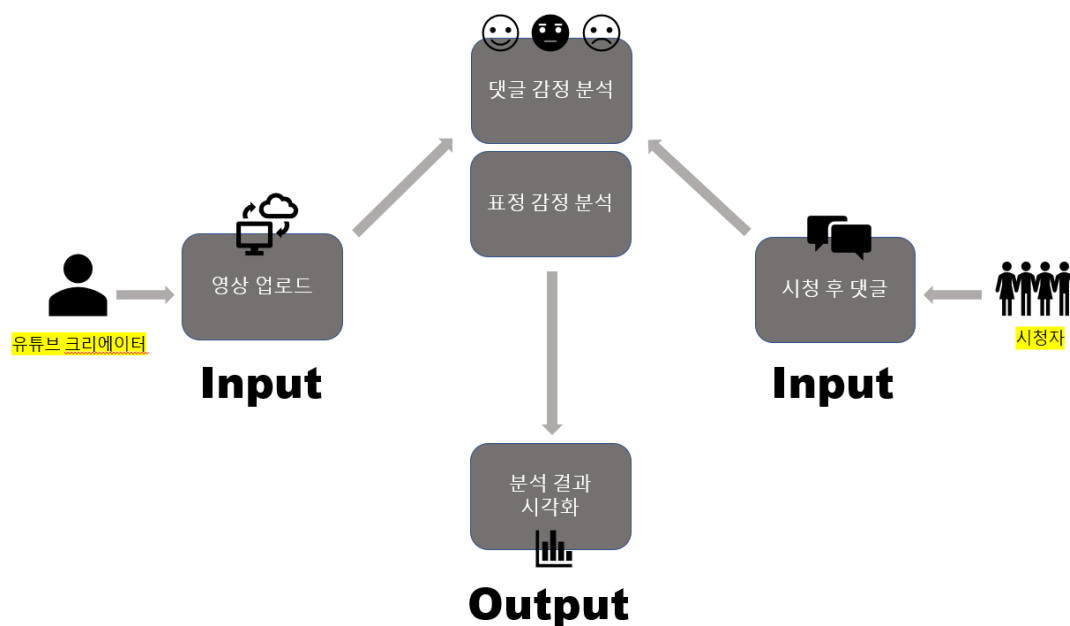 댓글 감정 분석
표정 감정 분석
영상 업로드
유튜브 크리에이터
Input
시청 후 댓글
시청자
Input
분석 결과
시각화
Output